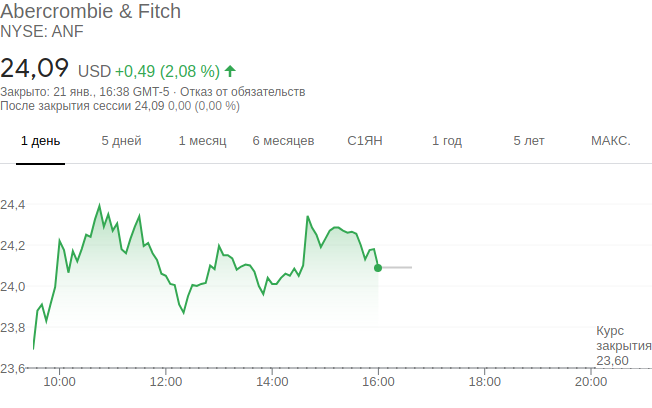 Abercrombie & Fitch
NYSE: ANF
24,09 USD +0,49 (2,08 %)
Закрыто: 21 янв., 16:38 GMT-5 · Отказ от обязательств
После закрытия сессии 24,09 0,00 (0,00 %)
1 день 5 дней 1 месяц 6 месяцев С1ЯН 1 год 5 лет МАКС.
24,4
24,2
24,0
23,8
23,6
Курс
закрытия
23,60
10:00 12:00 14:00 16:00 18:00 20:00